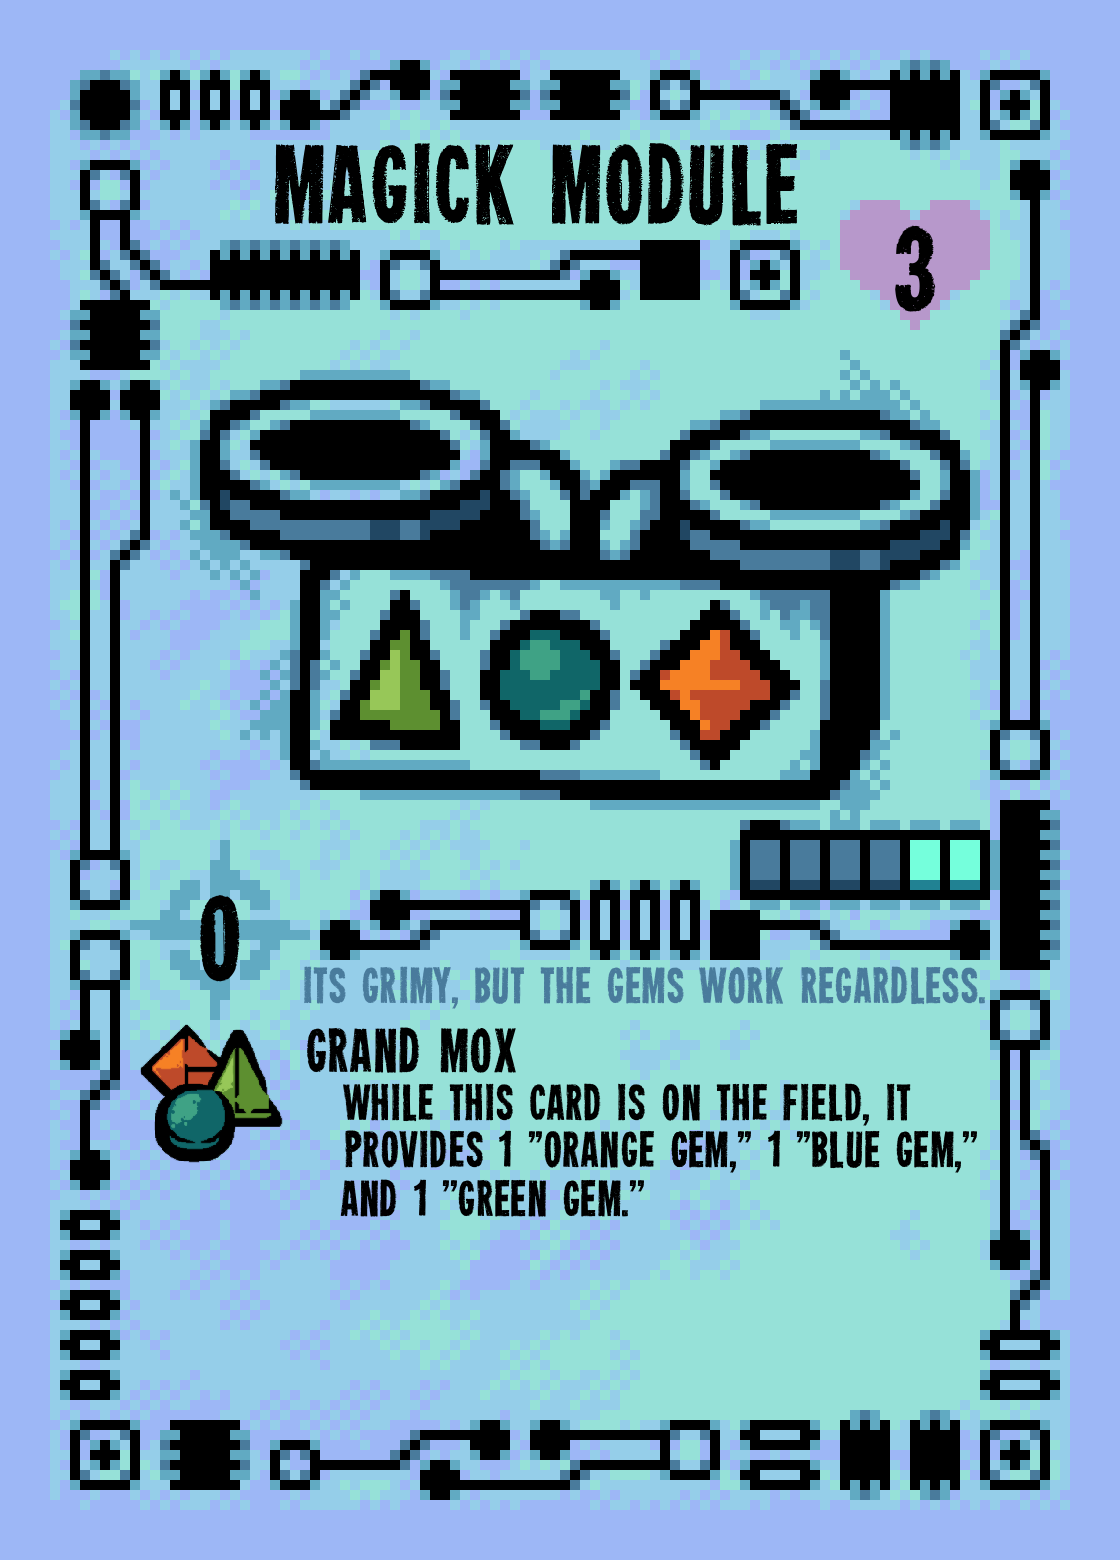 MAGICK MODULE
3
0
ITS GRIMY, BUT THE GEMS WORK REGARDLESS.
GRAND MOX
WHILE THIS CARD IS ON THE FIELD, IT
PROVIDES 1 "ORANGE GEM," 1 "BLUE GEM,"
AND 1 "GREEN GEM."